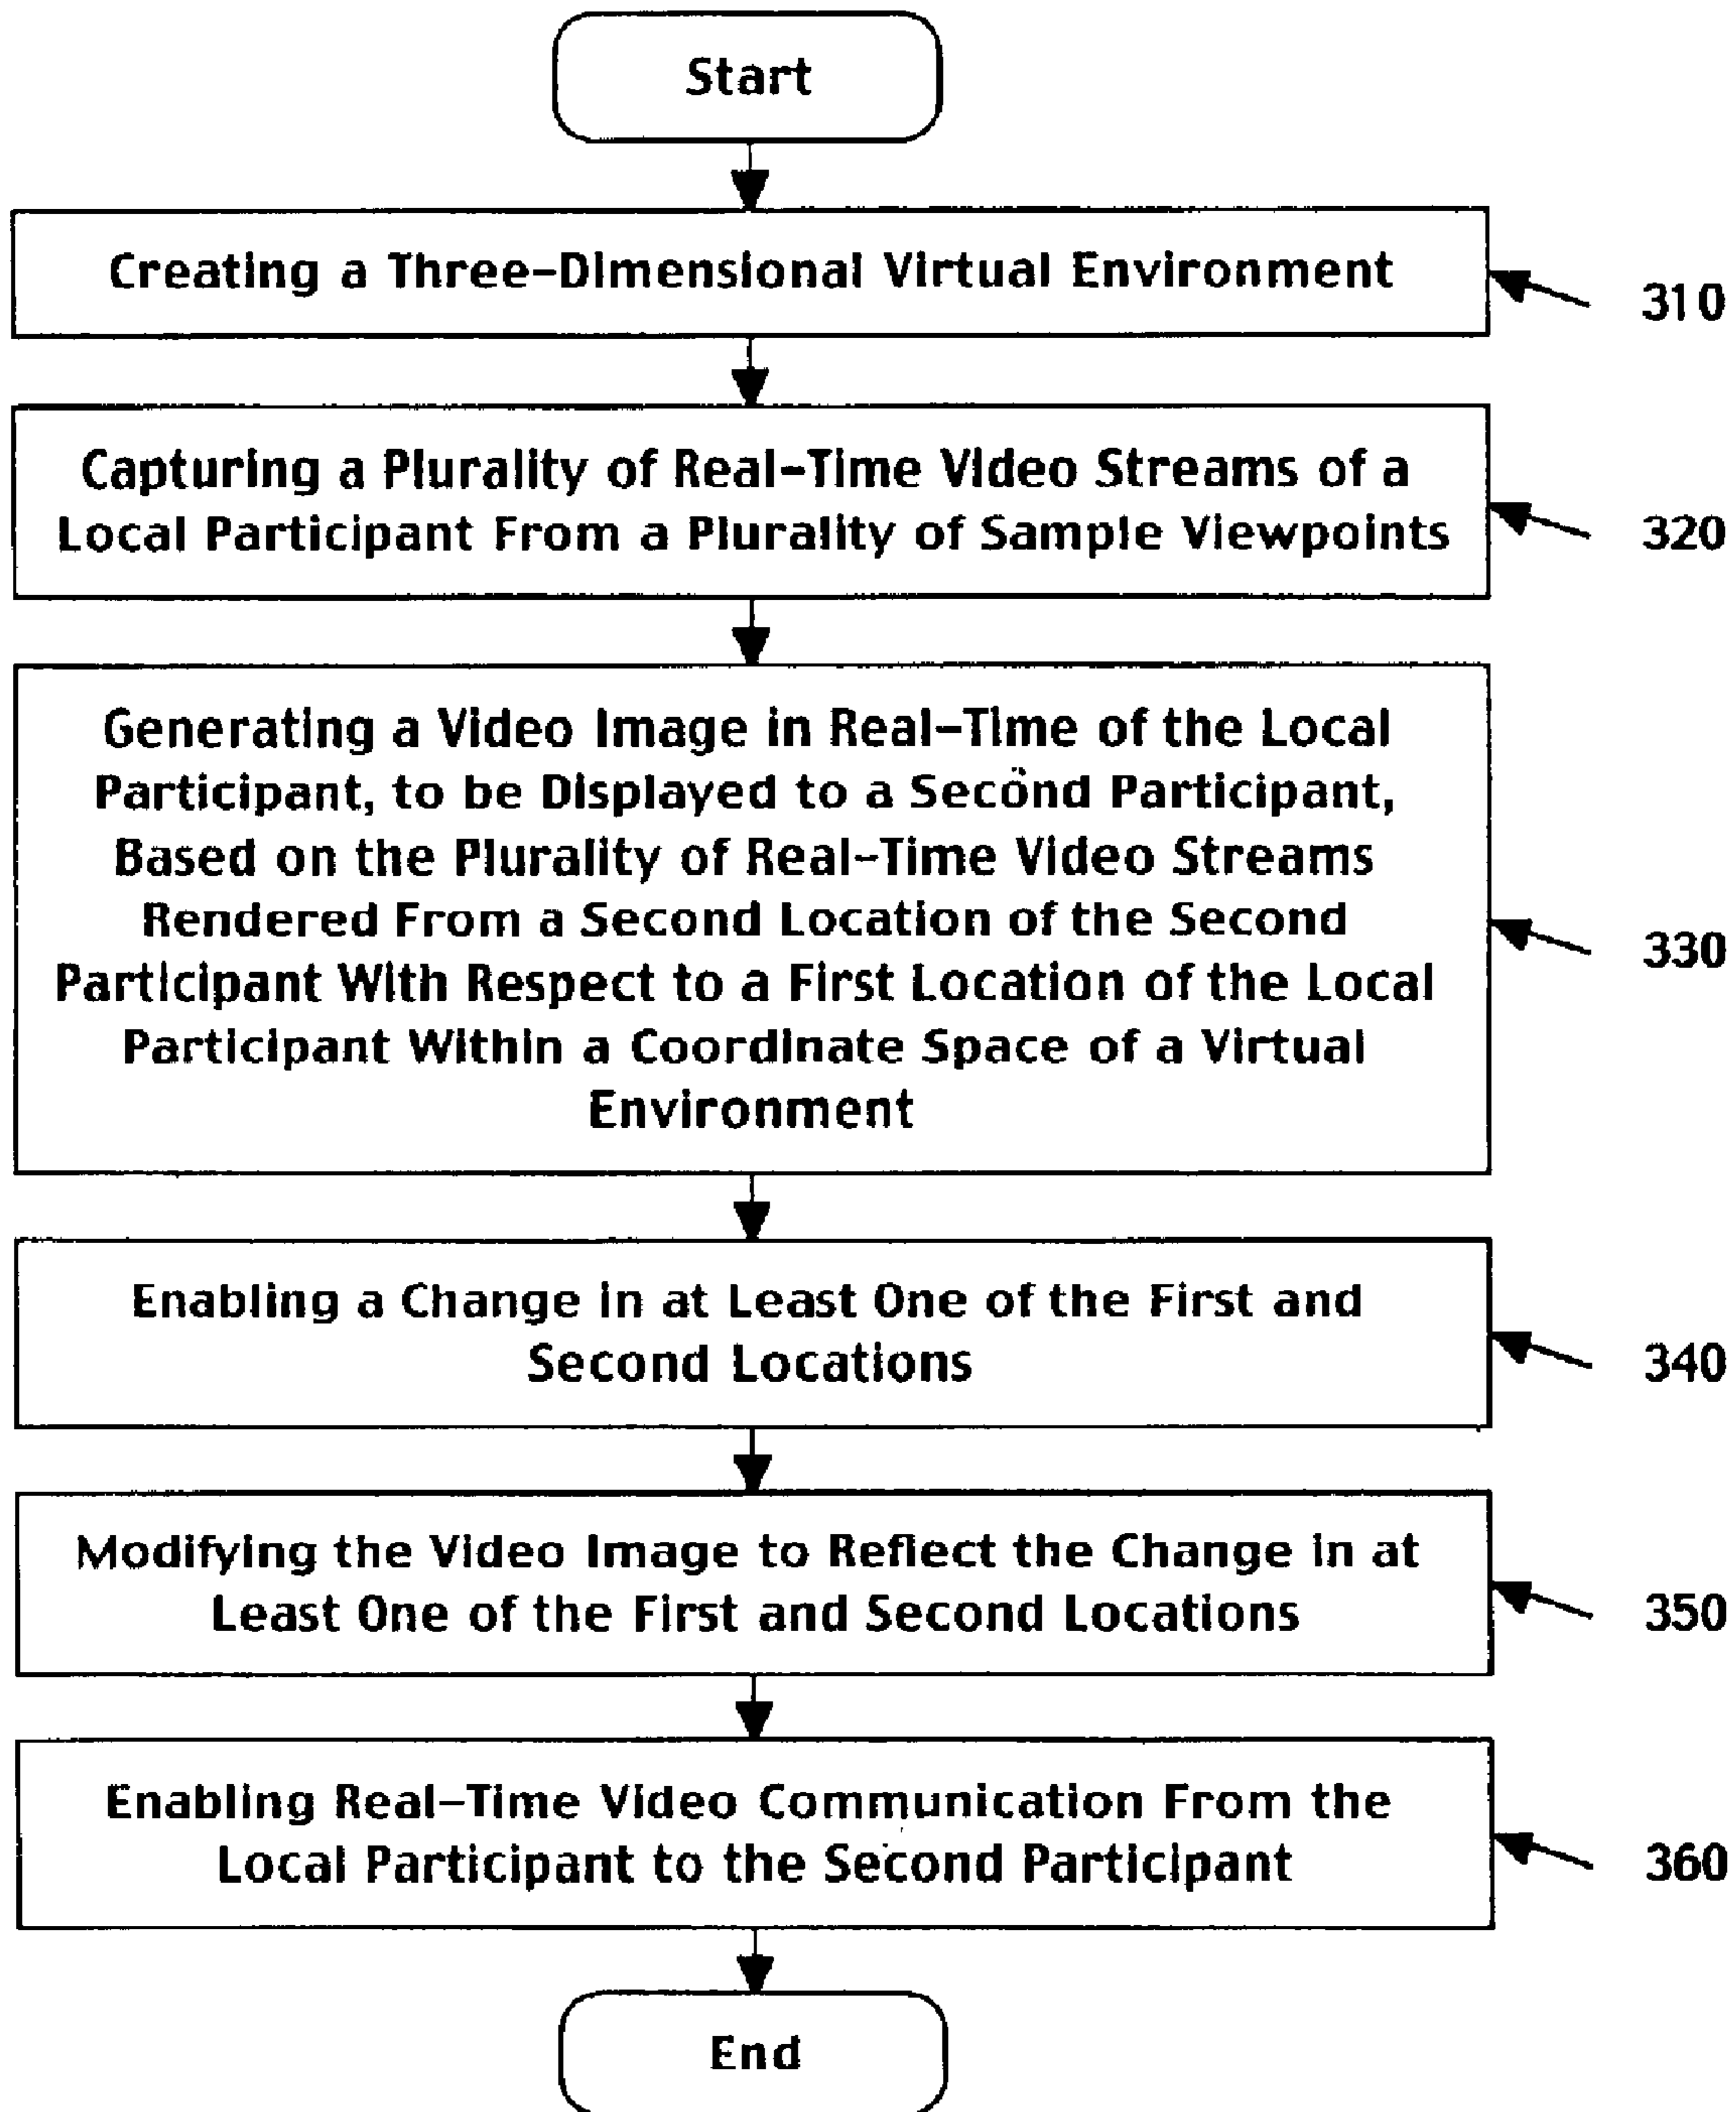 Start
Creating a Three-Dimensional Virtual Environment
310
Capturing a Plurality of Real-Time Video Streams of a
Local Participant From a Plurality of Sample Viewpoints
320
Generating a Video Image in Real-Time of the Local
Participant, to be Displayed to a Second Participant,
Based on the Plurality of Real-Time Video Streams
Rendered From a Second Location of the Second
Participant With Respect to a First Location of the Local
Participant Within a Coordinate Space of a Virtual
Environment
330
Enabling a Change in at Least One of the First and
Second Locations
340
Modifying the Video Image to Reflect the Change in at
Least One of the First and Second Locations
350
Enabling Real-Time Video Communication From the
Local Participant to the Second Participant
360
End